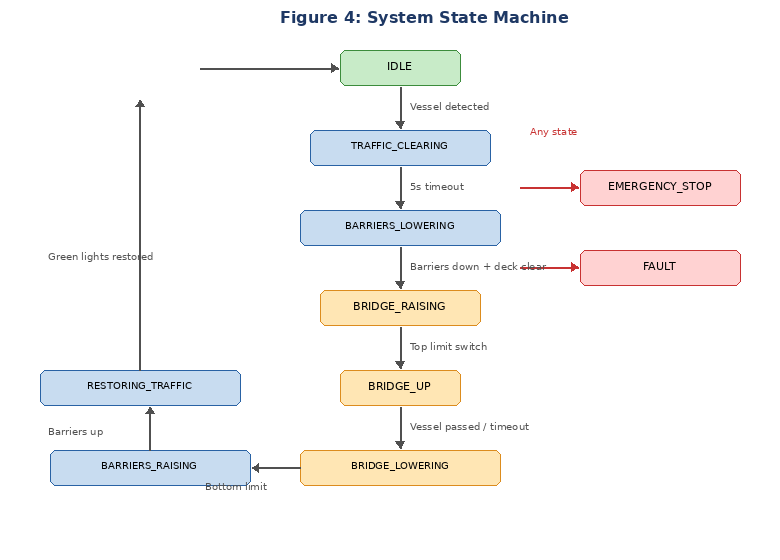 Figure 4: System State Machine
IDLE
Vessel detected
Any state
TRAFFIC_CLEARING
5s timeout
EMERGENCY_STOP
BARRIERS_LOWERING
Green lights restored
Barriers down + deck clear
FAULT
BRIDGE_RAISING
Top limit switch
RESTORING_TRAFFIC
BRIDGE_UP
Barriers up
Vessel passed / timeout
BARRIERS_RAISING
BRIDGE_LOWERING
Bottom limit